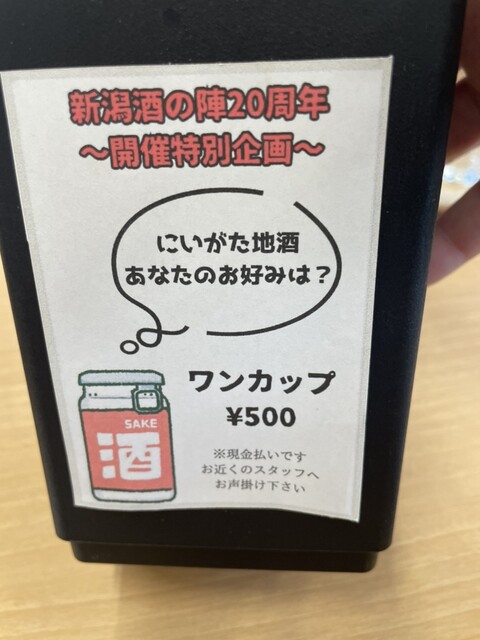 新潟酒の陣20周年
～開催特別企画～
にいがた地酒
あなたのお好みは？
ワンカップ
¥500
SAKE
酒
※現金払いです
お近くのスタッフへ
お声掛け下さい